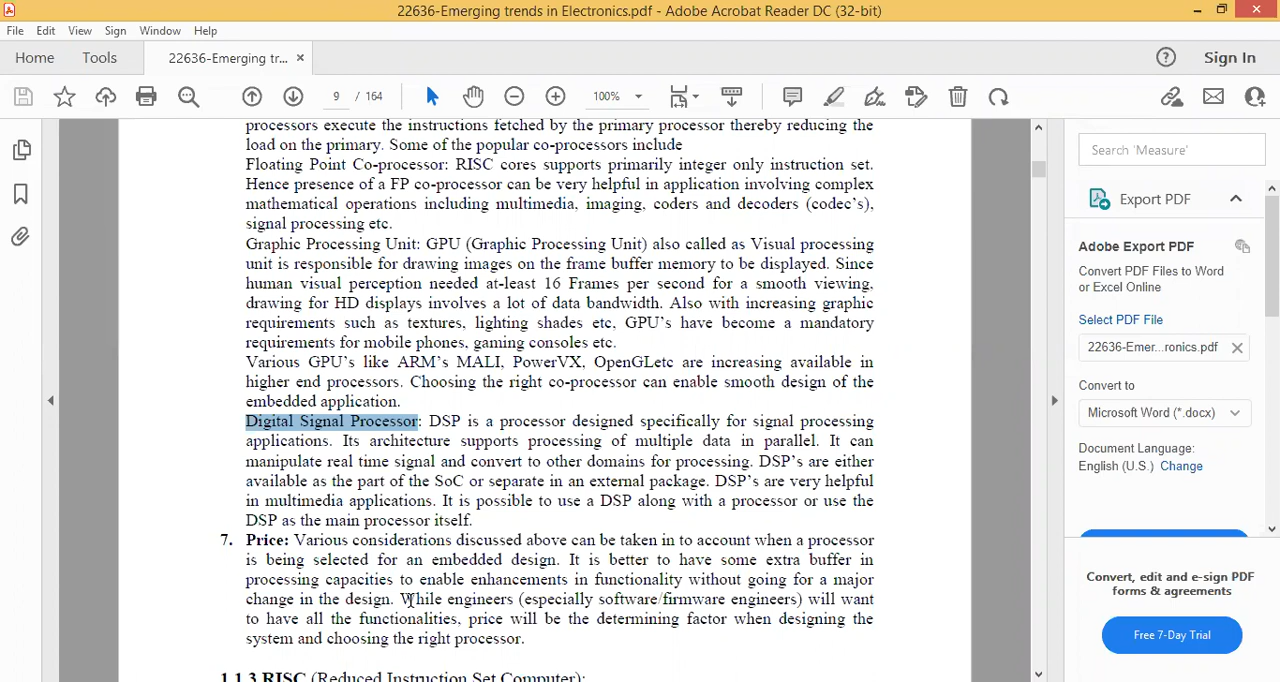 22636-Emerging trends in Electronics.pdf - Adobe Acrobat Reader DC (32-bit)
File Edit View Sign Window Help
Home Tools 22636-Emerging tr... × Sign In
9 / 164 100%
processors execute the instructions fetched by the primary processor thereby reducing the
load on the primary. Some of the popular co-processors include
Floating Point Co-processor: RISC cores supports primarily integer only instruction set.
Hence presence of a FP co-processor can be very helpful in application involving complex
mathematical operations including multimedia, imaging, coders and decoders (codec's),
signal processing etc.
Graphic Processing Unit: GPU (Graphic Processing Unit) also called as Visual processing
unit is responsible for drawing images on the frame buffer memory to be displayed. Since
human visual perception needed at-least 16 Frames per second for a smooth viewing,
drawing for HD displays involves a lot of data bandwidth. Also with increasing graphic
requirements such as textures, lighting shades etc, GPU's have become a mandatory
requirements for mobile phones, gaming consoles etc.
Various GPU's like ARM's MALI, PowerVX, OpenGLetc are increasing available in
higher end processors. Choosing the right co-processor can enable smooth design of the
embedded application.
Digital Signal Processor: DSP is a processor designed specifically for signal processing
applications. Its architecture supports processing of multiple data in parallel. It can
manipulate real time signal and convert to other domains for processing. DSP's are either
available as the part of the SoC or separate in an external package. DSP's are very helpful
in multimedia applications. It is possible to use a DSP along with a processor or use the
DSP as the main processor itself.
7. Price: Various considerations discussed above can be taken in to account when a processor
is being selected for an embedded design. It is better to have some extra buffer in
processing capacities to enable enhancements in functionality without going for a major
change in the design. While engineers (especially software/firmware engineers) will want
to have all the functionalities, price will be the determining factor when designing the
system and choosing the right processor.
1.1.3 RISC (Reduced Instruction Set Computer):
Search 'Measure'
Export PDF
Adobe Export PDF
Convert PDF Files to Word
or Excel Online
Select PDF File
22636-Emer...ronics.pdf
Convert to
Microsoft Word (*.docx)
Document Language:
English (U.S.) Change
Convert, edit and e-sign PDF
forms & agreements
Free 7-Day Trial